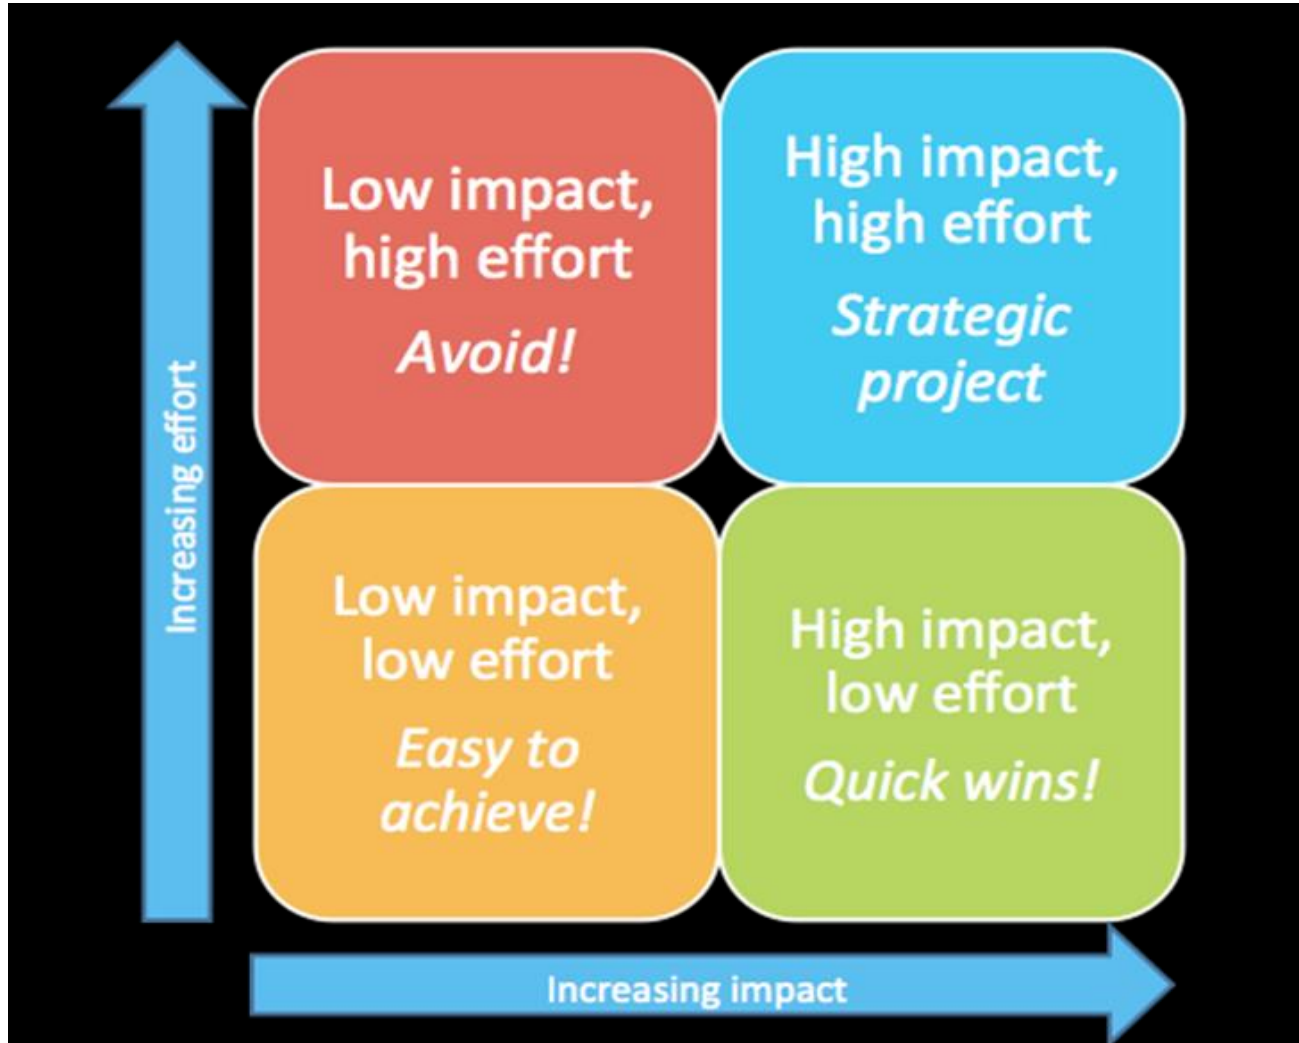 Low impact,
high effort
Avoid!
High impact,
high effort
Strategic
project
Increasing effort
Low impact,
low effort
Easy to
achieve!
High impact,
low effort
Quick wins!
Increasing impact